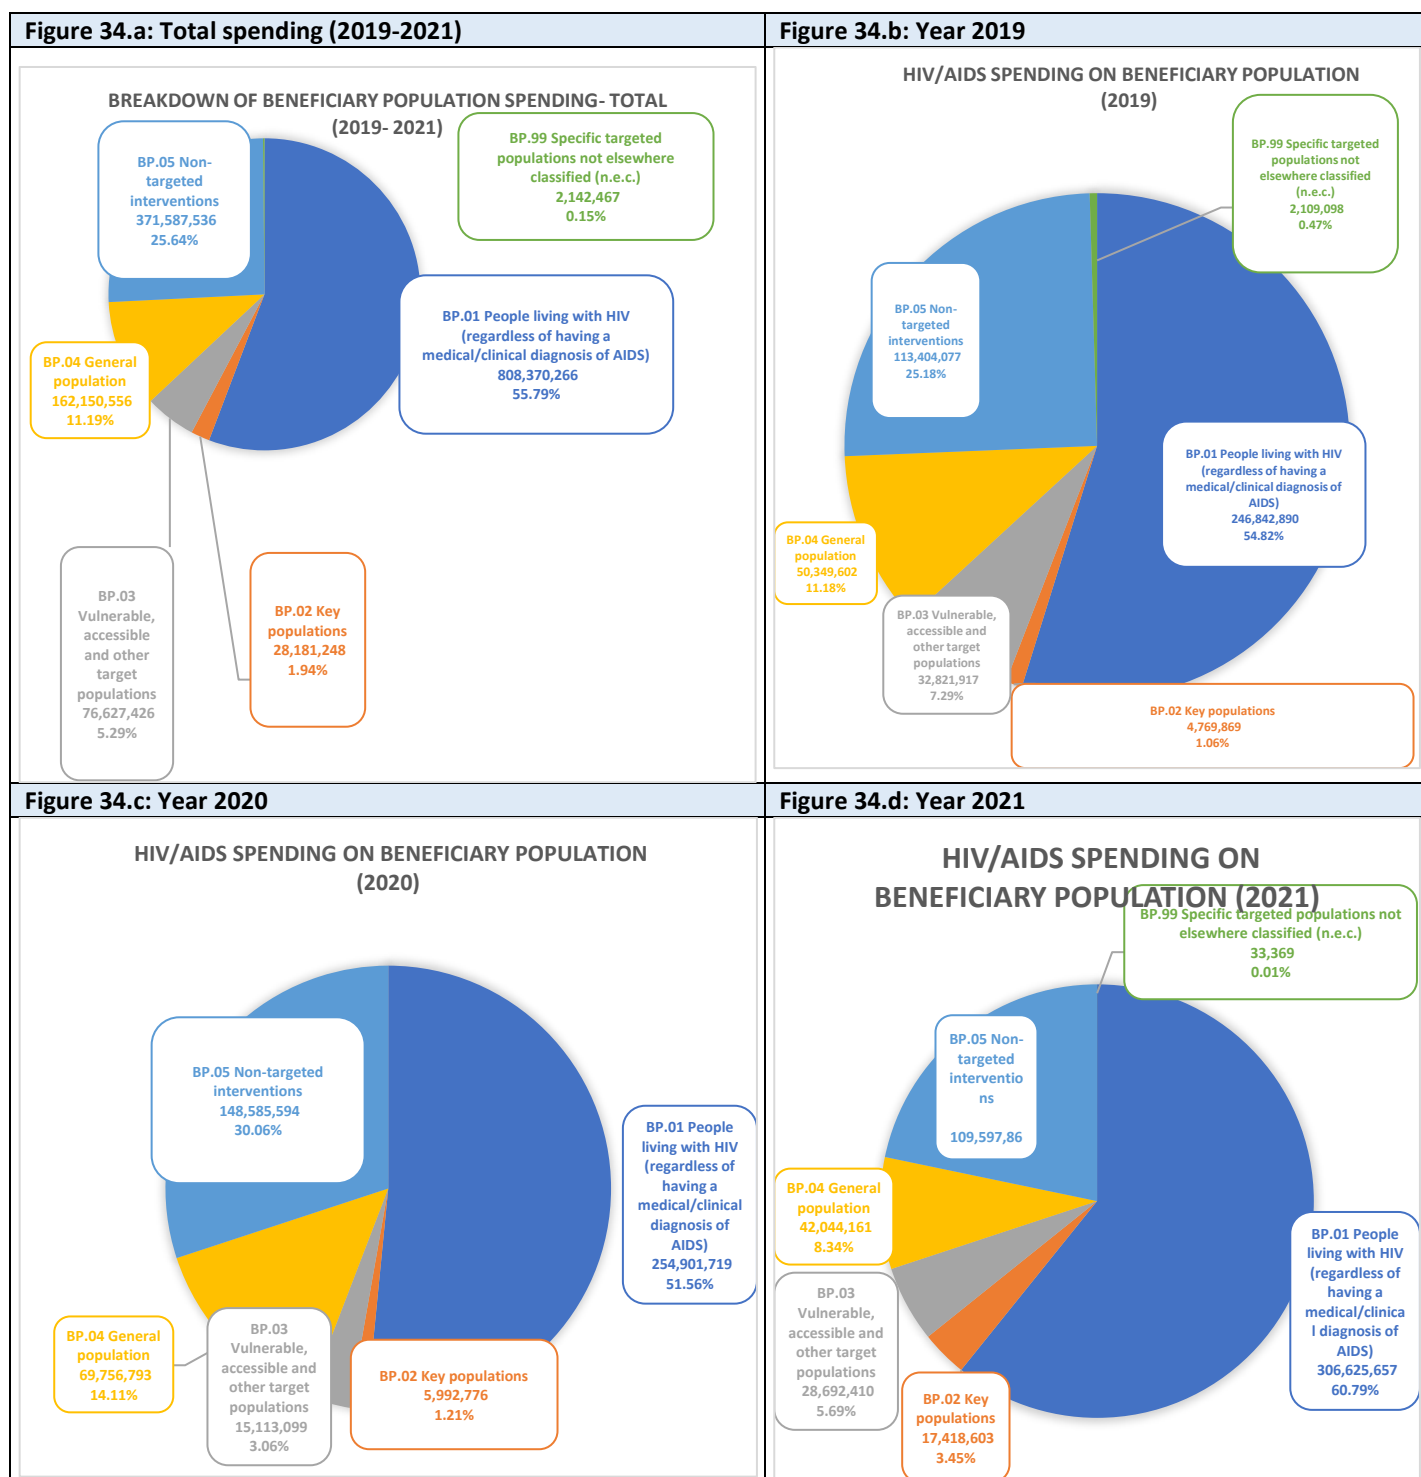 Figure 34.a: Total spending (2019-2021)
BREAKDOWN OF BENEFICIARY POPULATION SPENDING- TOTAL
(2019- 2021)
BP.05 Non-
targeted
interventions
371,587,536
25.64%
BP.99 Specific targeted
populations not elsewhere
classified (n.e.c.)
2,142,467
0.15%
BP.01 People living with HIV
(regardless of having a
medical/clinical diagnosis of AIDS)
808,370,266
55.79%
BP.04 General
population
162,150,556
11.19%
BP.03
Vulnerable,
accessible
and other
target
populations
76,627,426
5.29%
BP.02 Key
populations
28,181,248
1.94%
Figure 34.b: Year 2019
HIV/AIDS SPENDING ON BENEFICIARY POPULATION
(2019)
BP.99 Specific targeted
populations not
elsewhere classified
(n.e.c.)
2,109,098
0.47%
BP.05 Non-
targeted
interventions
113,404,077
25.18%
BP.01 People living with HIV
(regardless of having a
medical/clinical diagnosis of
AIDS)
246,842,890
54.82%
BP.04 General
population
50,349,602
11.18%
BP.03 Vulnerable,
accessible and
other target
populations
32,821,917
7.29%
BP.02 Key populations
4,769,869
1.06%
Figure 34.c: Year 2020
HIV/AIDS SPENDING ON BENEFICIARY POPULATION
(2020)
BP.05 Non-targeted
interventions
148,585,594
30.06%
BP.01 People
living with HIV
(regardless of
having a
medical/clinical
diagnosis of
AIDS)
254,901,719
51.56%
BP.04 General
population
69,756,793
14.11%
BP.03
Vulnerable,
accessible and
other target
populations
15,113,099
3.06%
BP.02 Key populations
5,992,776
1.21%
Figure 34.d: Year 2021
HIV/AIDS SPENDING ON
BENEFICIARY POPULATION (2021)
BP.99 Specific targeted populations not
elsewhere classified (n.e.c.)
33,369
0.01%
BP.05 Non-
targeted
interventio
ns
109,597,86
BP.04 General
population
42,044,161
8.34%
BP.03
Vulnerable,
accessible and
other target
populations
28,692,410
5.69%
BP.02 Key
populations
17,418,603
3.45%
BP.01 People
living with HIV
(regardless of
having a
medical/clinica
l diagnosis of
AIDS)
306,625,657
60.79%